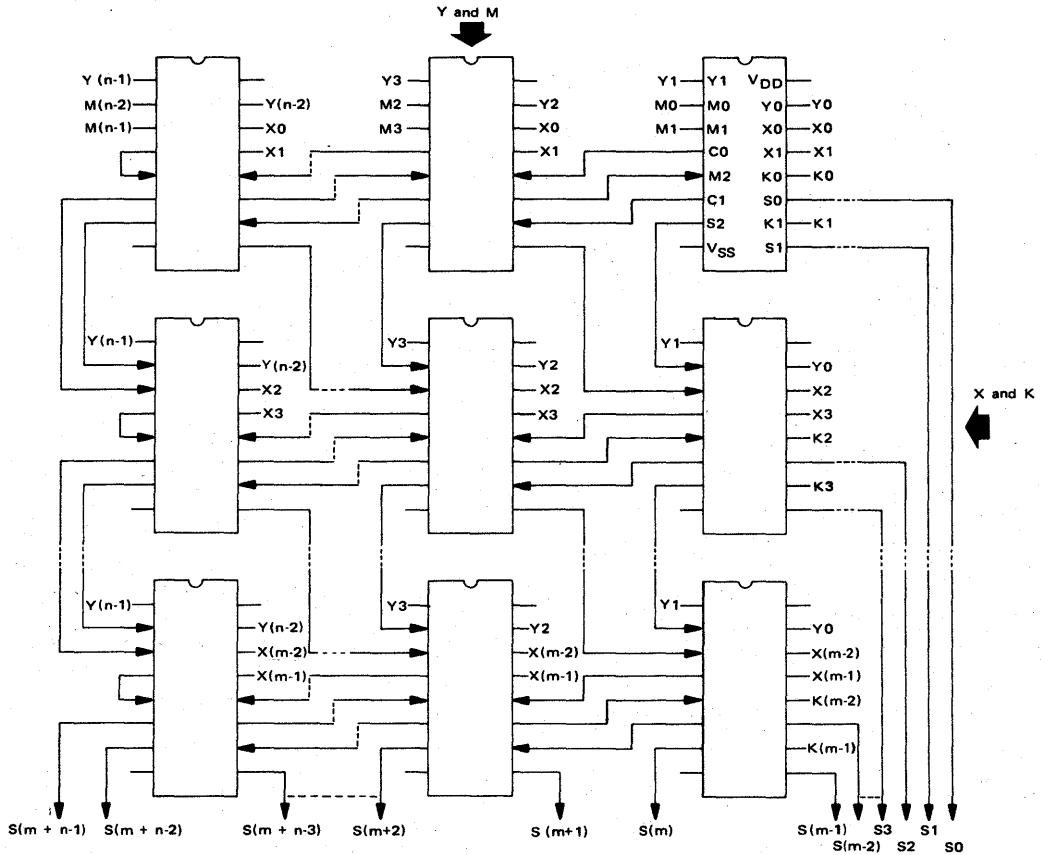 Y and M
Y(n-1)
M(n-2)
M(n-1)
Y(n-2)
X0
X1
Y3
M2
M3
Y2
X0
X1
Y1
M0
M1
Y1
M0
M1
C0
M2
C1
S2
VSS
VDD
Y0
X0
X1
K0
S0
K1
S1
Y0
X0
X1
K0
K1
Y(n-1)
Y(n-2)
X2
X3
Y3
Y2
X2
X3
Y1
Y0
X2
X3
K2
K3
X and K
Y(n-1)
Y(n-2)
X(m-2)
X(m-1)
Y3
Y2
X(m-2)
X(m-1)
Y1
Y0
X(m-2)
X(m-1)
K(m-2)
K(m-1)
S(m + n-1)
S(m + n-2)
S(m + n-3)
S(m+2)
S (m+1)
S(m)
S(m-1)
S(m-2)
S3
S2
S1
S0